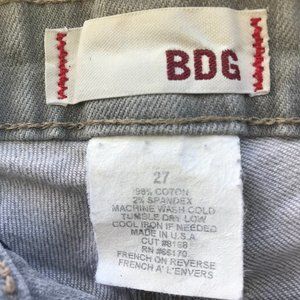 BDG
27
98% COTTON
2% SPANDEX
MACHINE WASH COLD
TUMBLE DRY LOW
COOL IRON IF NEEDED
MADE IN U.S.A
CUT #8168
RN #66170
FRENCH ON REVERSE
FRENCH A' L'ENVERS